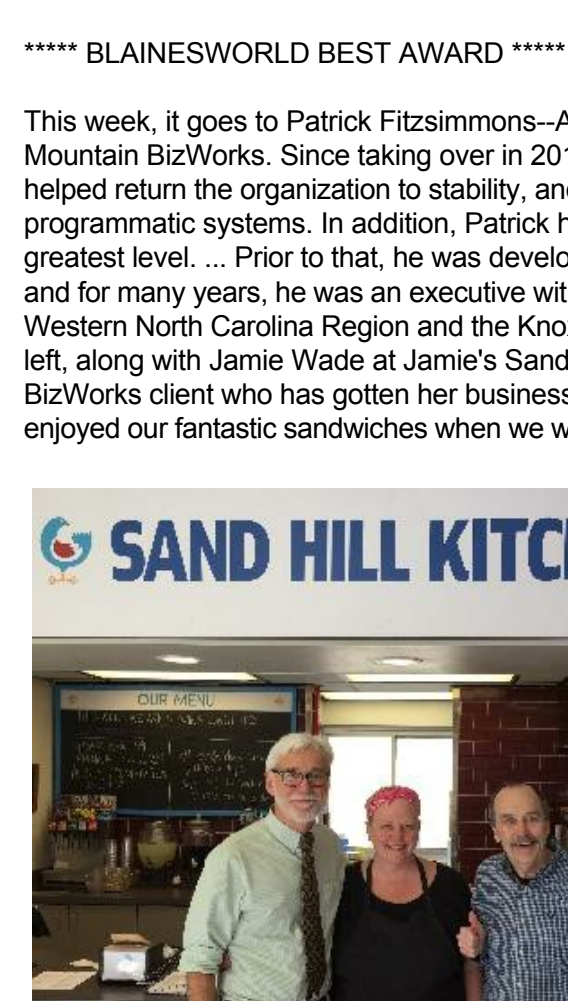 ***** BLAINESWORLD BEST AWARD *****
This week, it goes to Patrick Fitzsimmons--A
Mountain BizWorks. Since taking over in 201
helped return the organization to stability, and
programmatic systems. In addition, Patrick h
greatest level. ... Prior to that, he was develo
and for many years, he was an executive wit
Western North Carolina Region and the Knox
left, along with Jamie Wade at Jamie's Sand
BizWorks client who has gotten her business
enjoyed our fantastic sandwiches when we w
SAND HILL KITCH
OUR MENU